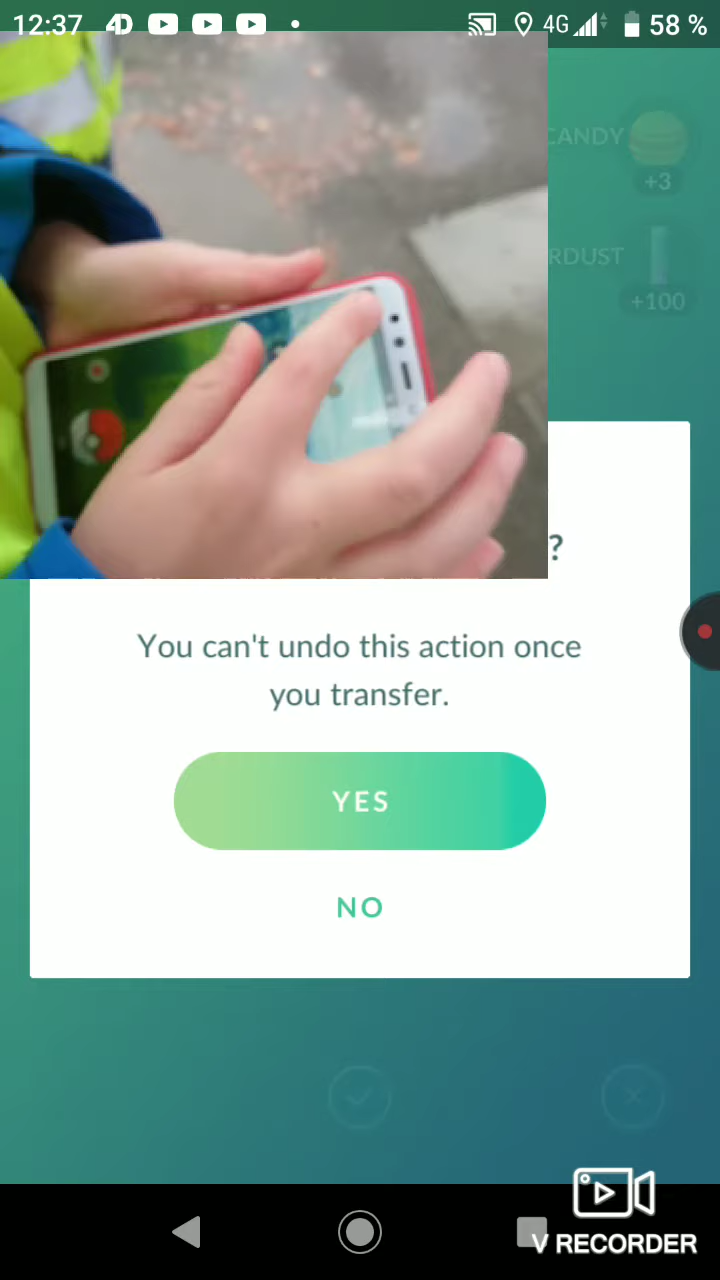 12:37
4G
58 %
CANDY
+3
RDUST
+100
?
You can't undo this action once
you transfer.
YES
NO
V RECORDER